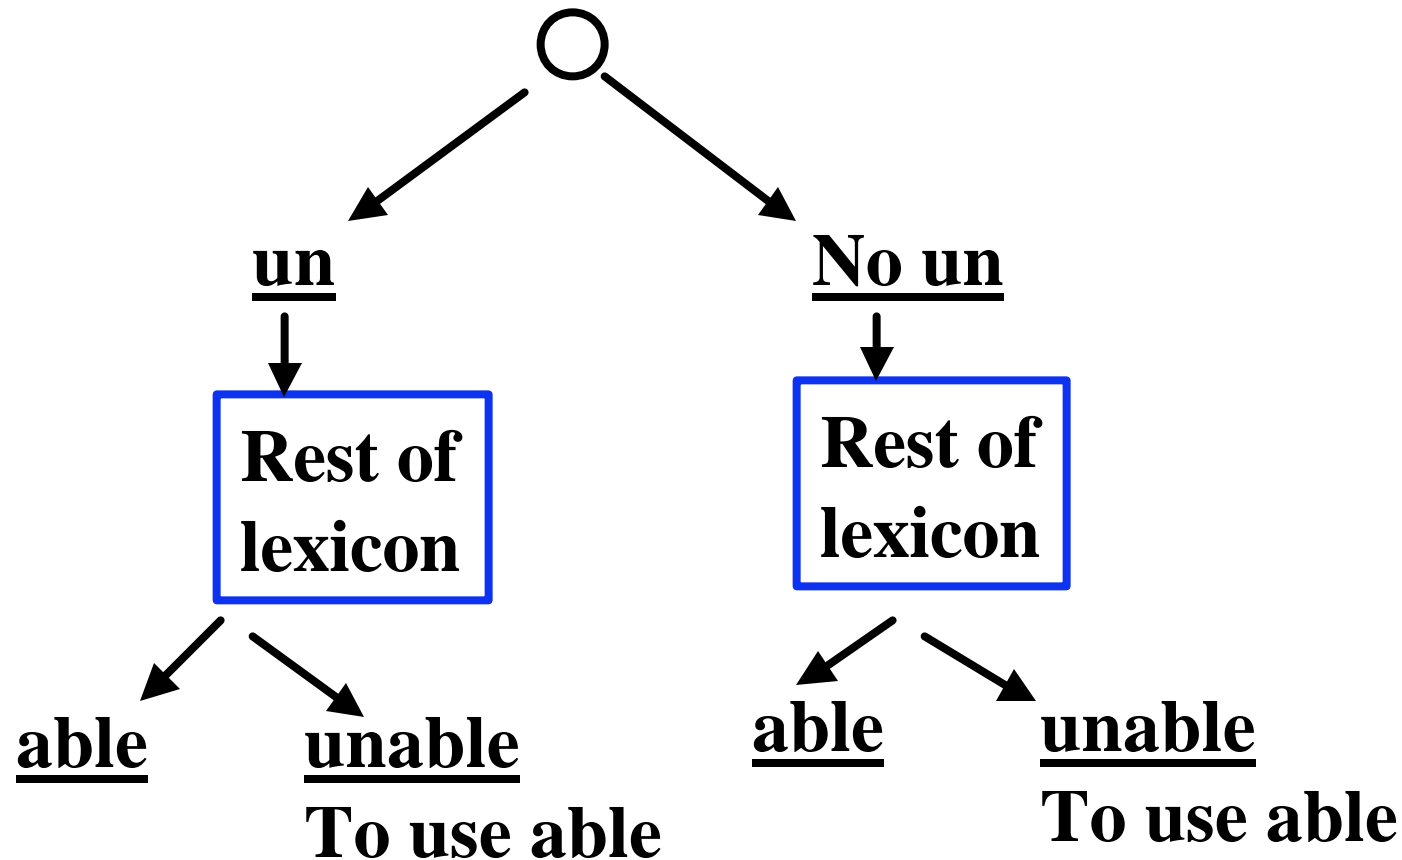 un
No un
Rest of
lexicon
Rest of
lexicon
able
unable
To use able
able
unable
To use able